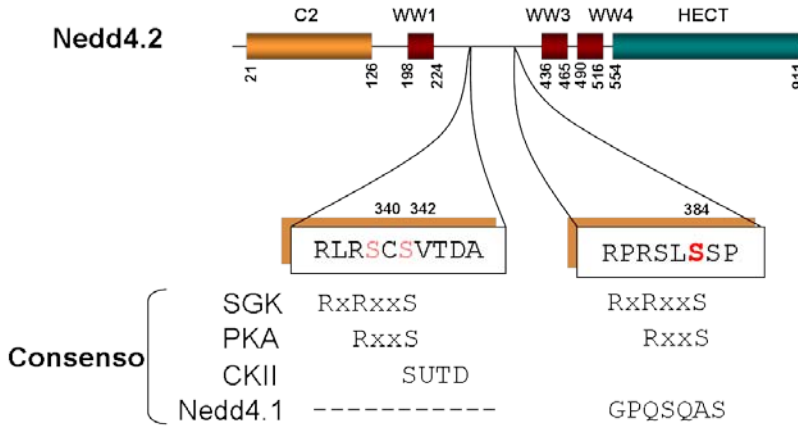 C2 WW1 WW3 WW4 HECT
Nedd4.2
21 126 198 224 436 465 490 516 554
340 342 384
RLRSCSVTDA RPRSLSSP
SGK RxRxxS RxRxxS
PKA RxxS RxxS
Consenso
CKII SUTD
Nedd4.1 ---------- GPQSQAS